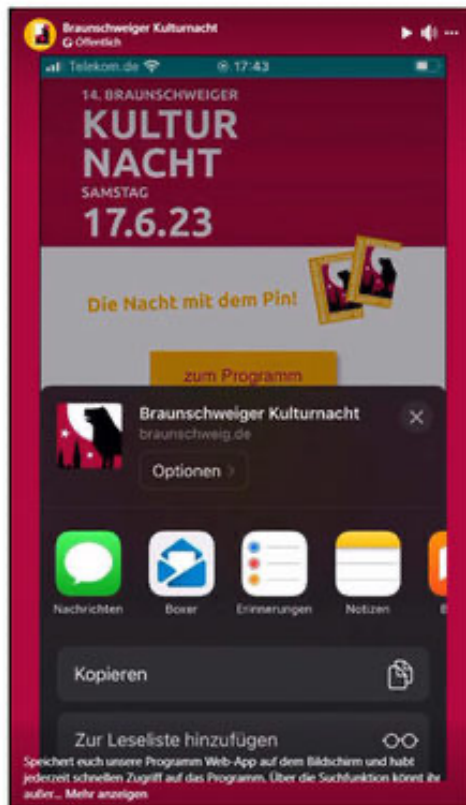 Braunschweiger Kulturnacht
Öffentlich
Telekom.de 17:43
14. BRAUNSCHWEIGER
KULTUR
NACHT
SAMSTAG
17.6.23
Die Nacht mit dem Pin!
zum Programm
Braunschweiger Kulturnacht
braunschweig.de
Optionen
Nachrichten Boxer Erinnerungen Notizen
Kopieren
Zur Leseliste hinzufügen
Speichert euch unsere Programm Web-App auf dem Bildschirm und habt
jederzeit schnellen Zugriff auf das Programm. Über die Suchfunktion könnt ihr
außer... Mehr anzeigen